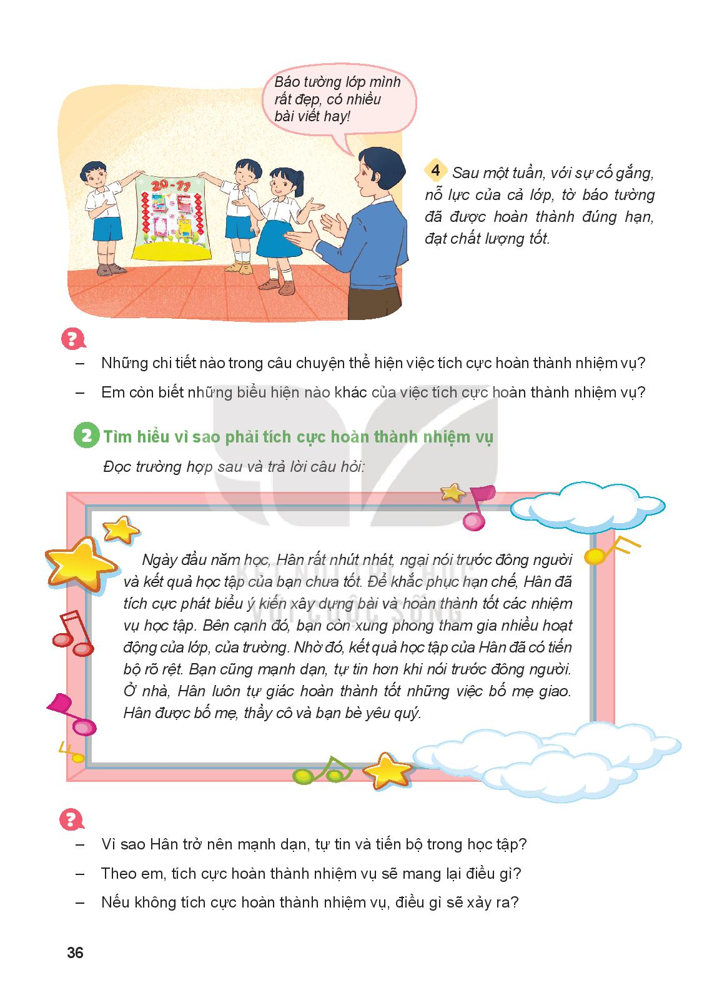 Báo tường lớp mình
rất đẹp, có nhiều
bài viết hay!
20-11
4 Sau một tuần, với sự cố gắng,
nỗ lực của cả lớp, tờ báo tường
đã được hoàn thành đúng hạn,
đạt chất lượng tốt.
?
– Những chi tiết nào trong câu chuyện thể hiện việc tích cực hoàn thành nhiệm vụ?
– Em còn biết những biểu hiện nào khác của việc tích cực hoàn thành nhiệm vụ?
2 Tìm hiểu vì sao phải tích cực hoàn thành nhiệm vụ
Đọc trường hợp sau và trả lời câu hỏi:
Ngày đầu năm học, Hân rất nhút nhát, ngại nói trước đông người
và kết quả học tập của bạn chưa tốt. Để khắc phục hạn chế, Hân đã
tích cực phát biểu ý kiến xây dựng bài và hoàn thành tốt các nhiệm
vụ học tập. Bên cạnh đó, bạn còn xung phong tham gia nhiều hoạt
động của lớp, của trường. Nhờ đó, kết quả học tập của Hân đã có tiến
bộ rõ rệt. Bạn cũng mạnh dạn, tự tin hơn khi nói trước đông người.
Ở nhà, Hân luôn tự giác hoàn thành tốt những việc bố mẹ giao.
Hân được bố mẹ, thầy cô và bạn bè yêu quý.
KẾT NỐI TRI THỨC
VỚI CUỘC SỐNG
?
– Vì sao Hân trở nên mạnh dạn, tự tin và tiến bộ trong học tập?
– Theo em, tích cực hoàn thành nhiệm vụ sẽ mang lại điều gì?
– Nếu không tích cực hoàn thành nhiệm vụ, điều gì sẽ xảy ra?
36